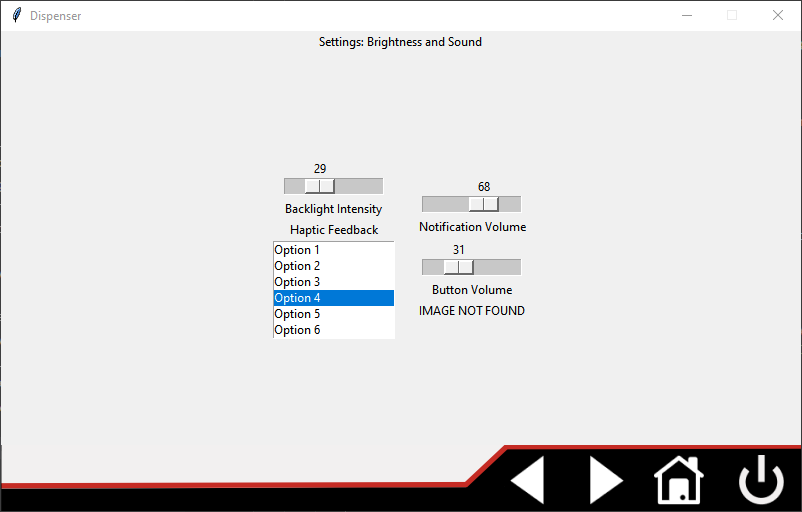 Dispenser
Settings: Brightness and Sound
29
Backlight Intensity
Haptic Feedback
Option 1
Option 2
Option 3
Option 4
Option 5
Option 6
68
Notification Volume
31
Button Volume
IMAGE NOT FOUND